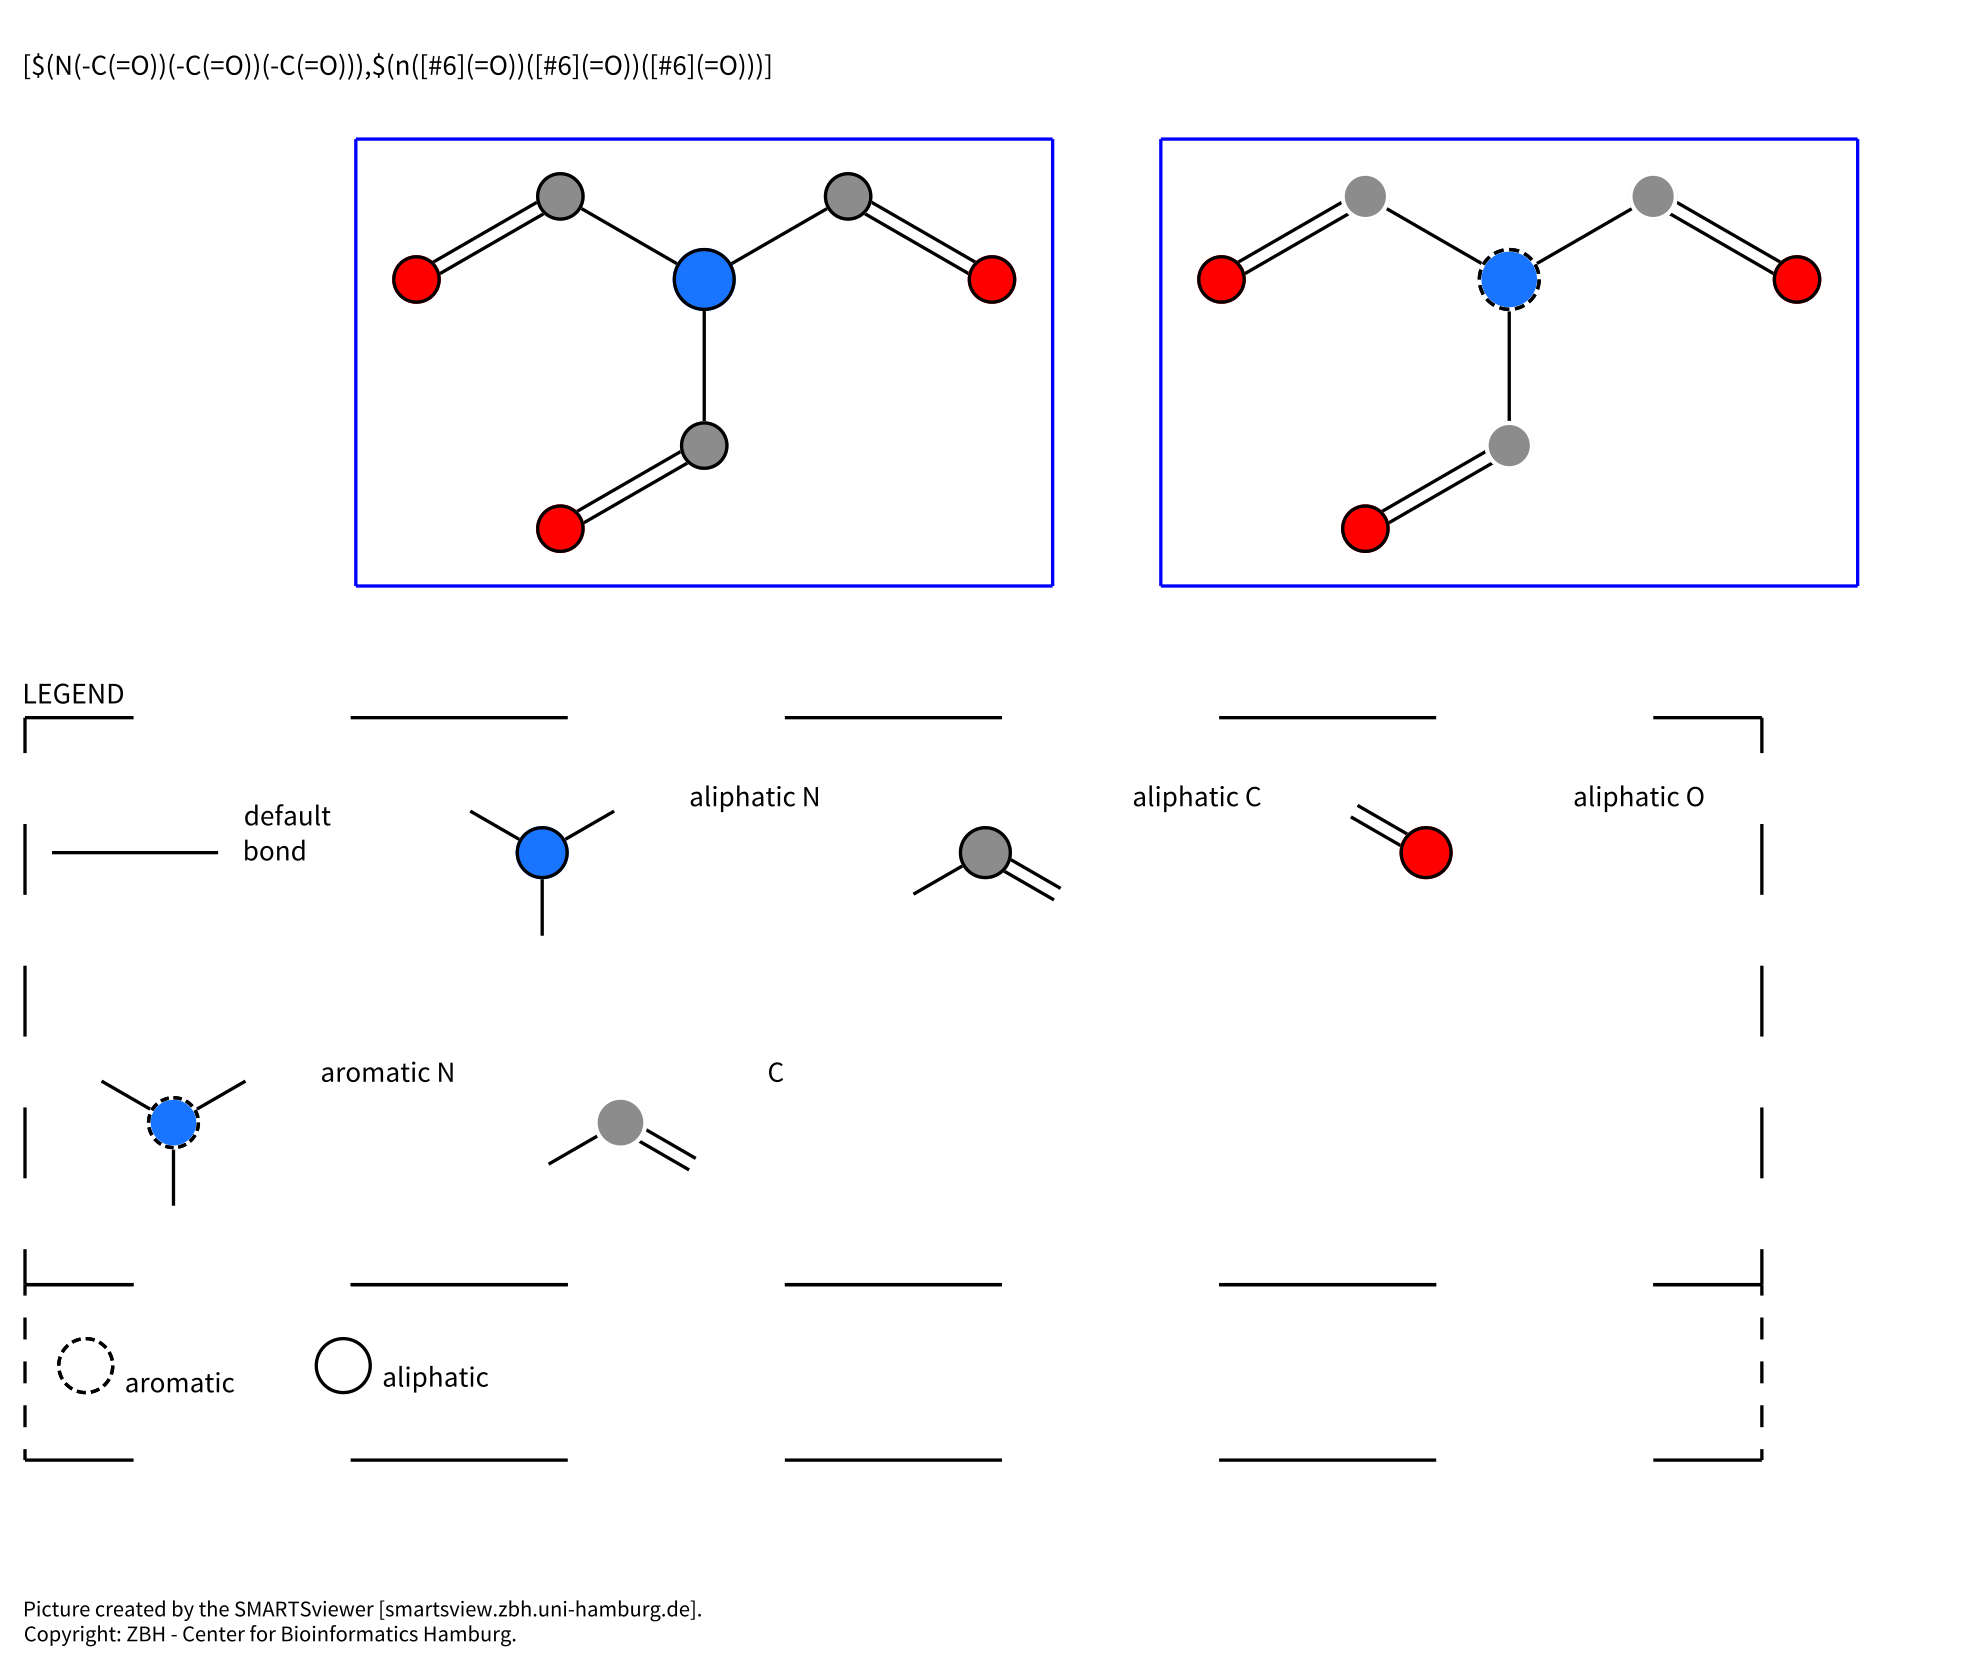 [$(N(-C(=O))(-C(=O))(-C(=O))),$(n([#6](=O))([#6](=O))([#6](=O)))]
LEGEND
default
bond
aliphatic N
aliphatic C
aliphatic O
aromatic N
C
aromatic
aliphatic
Picture created by the SMARTSviewer [smartsview.zbh.uni-hamburg.de].
Copyright: ZBH - Center for Bioinformatics Hamburg.